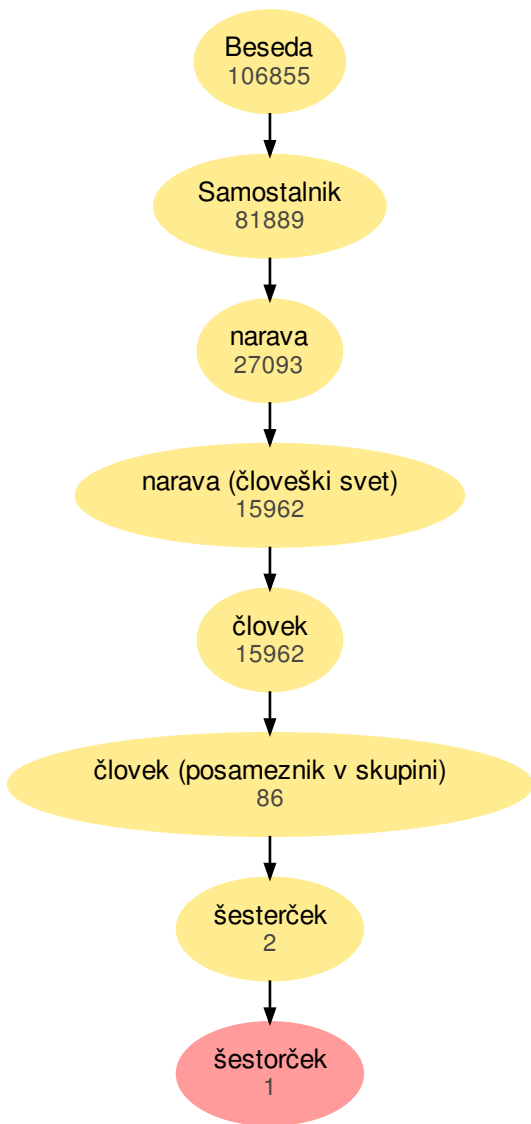 Beseda
106855
Samostalnik
81889
narava
27093
narava (človeški svet)
15962
človek
15962
človek (posameznik v skupini)
86
šesterček
2
šestorček
1